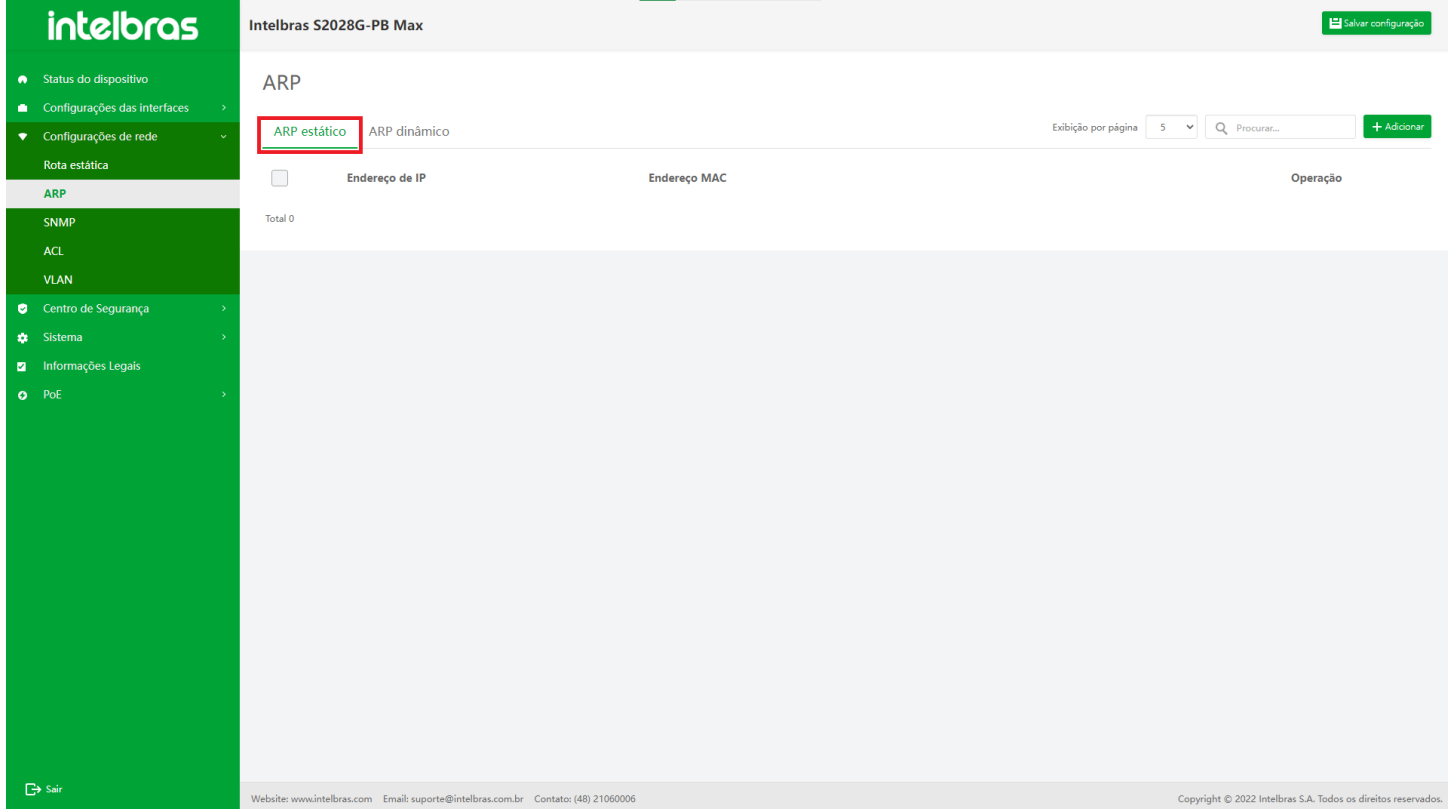 intelbras
Intelbras S2028G-PB Max
Salvar configuração
Status do dispositivo
Configurações das interfaces
Configurações de rede
Rota estática
ARP
SNMP
ACL
VLAN
Centro de Segurança
Sistema
Informações Legais
PoE
Sair
ARP
ARP estático ARP dinâmico
Exibição por página 5 Procurar... + Adicionar
Endereço de IP Endereço MAC Operação
Total 0
Website: www.intelbras.com Email: suporte@intelbras.com.br Contato: (48) 21060006 Copyright © 2022 Intelbras S.A. Todos os direitos reservados.